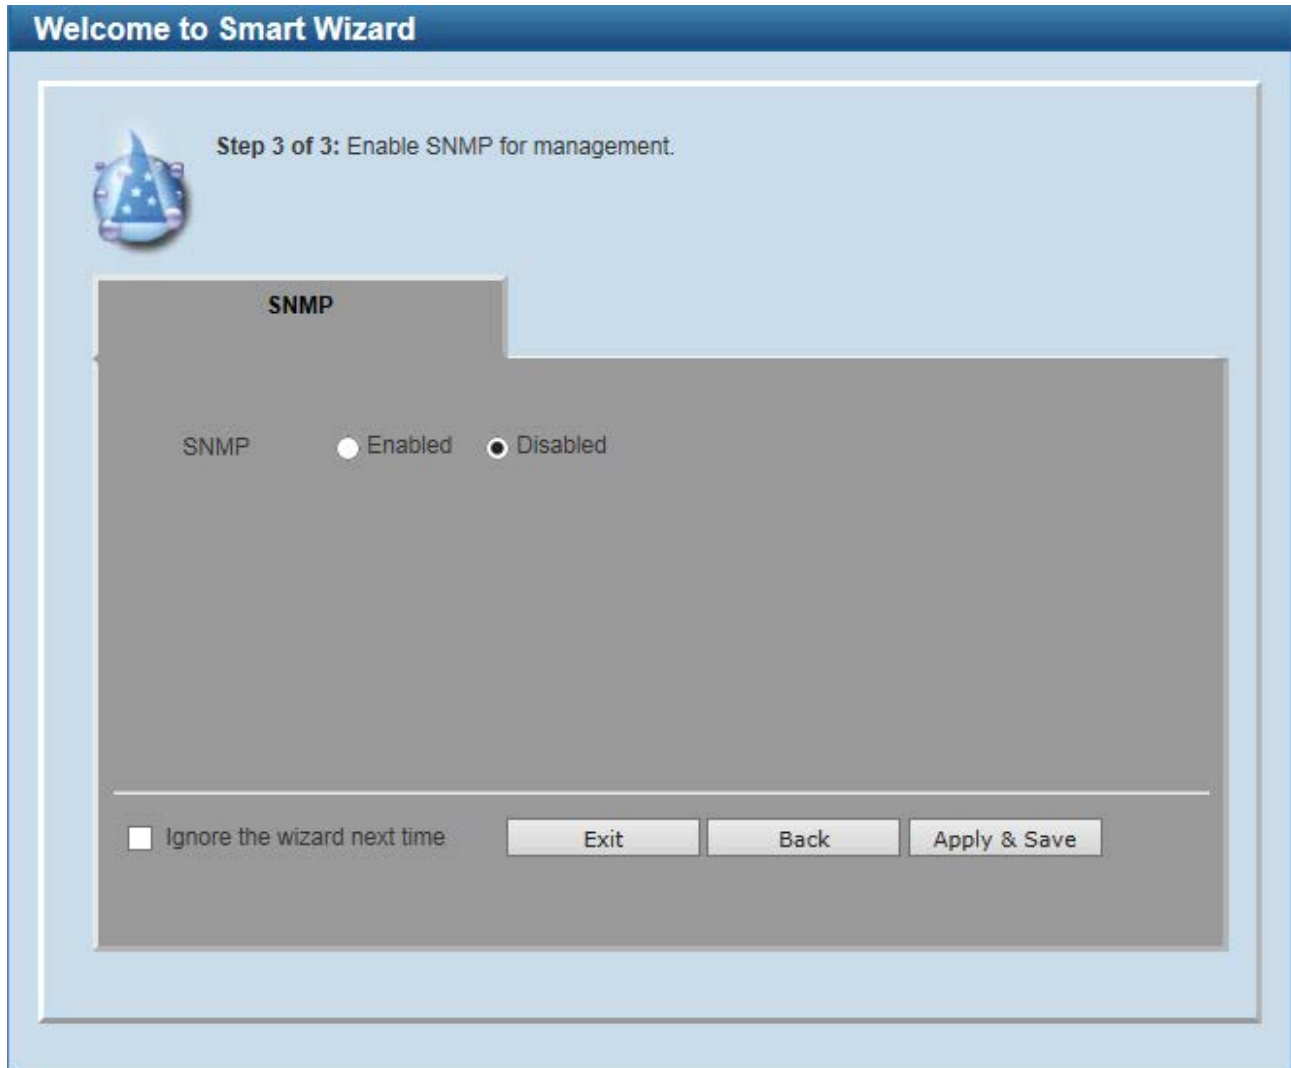 Welcome to Smart Wizard
Step 3 of 3: Enable SNMP for management.
SNMP
SNMP Enabled Disabled
Ignore the wizard next time Exit Back Apply & Save